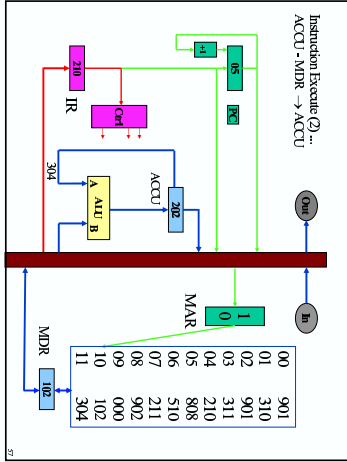 Instruction Execute (2) ...
ACCU - MDR → ACCU
+1
05
PC
210
IR
Ctrl
304
ACCU
202
A
ALU
B
Out
In
MAR
1
0
MDR
102
00 901
01 310
02 901
03 311
04 210
05 808
06 510
07 211
08 902
09 000
10 102
11 304
37